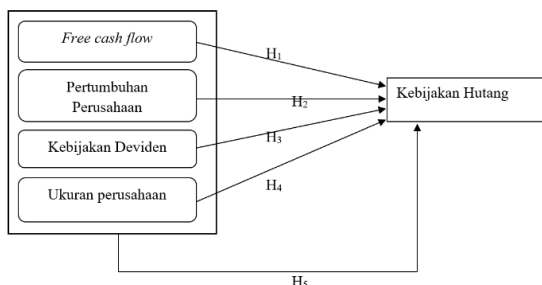 Free cash flow
Pertumbuhan
Perusahaan
Kebijakan Deviden
Ukuran perusahaan
H₁
H₂
H₃
H₄
Kebijakan Hutang
H₅